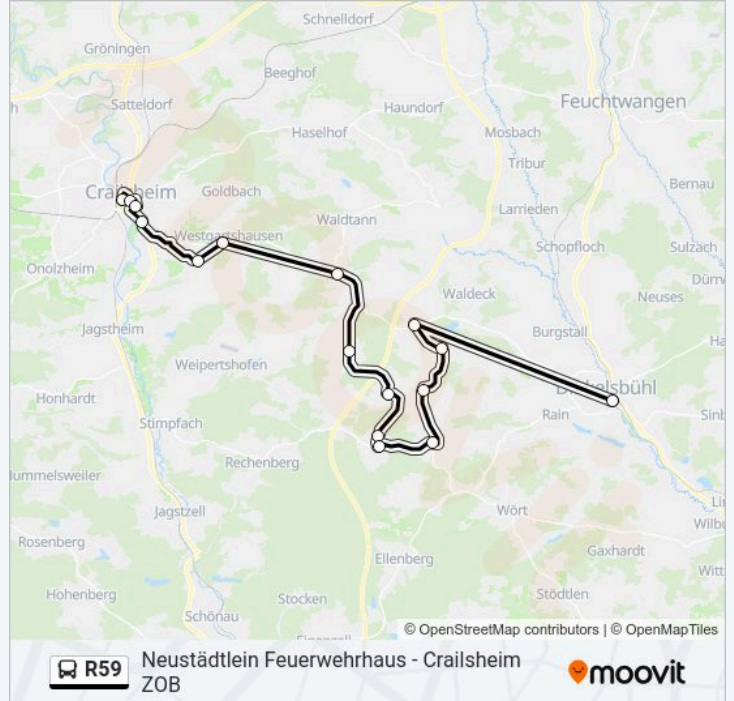 Schnelldorf
Gröningen
Beeghof
Satteldorf
Haundorf
Feuchtwangen
Haselhof
Mosbach
Tribur
Crailsheim
Goldbach
Bernau
Larrieden
Waldtann
Westgartshausen
Schopfloch
Sulzach
Onolzheim
Waldeck
Neuses
Jagstheim
Burgstall
Weipertshofen
Dinkelsbühl
Honhardt
Rain
Stimpfach
Rechenberg
Wört
Jagstzell
Rosenberg
Gaxhardt
Ellenberg
Hohenberg
Stocken
Stödtlen
Schönau
© OpenStreetMap contributors | © OpenMapTiles
R59
Neustädtlein Feuerwehrhaus - Crailsheim
ZOB
moovit